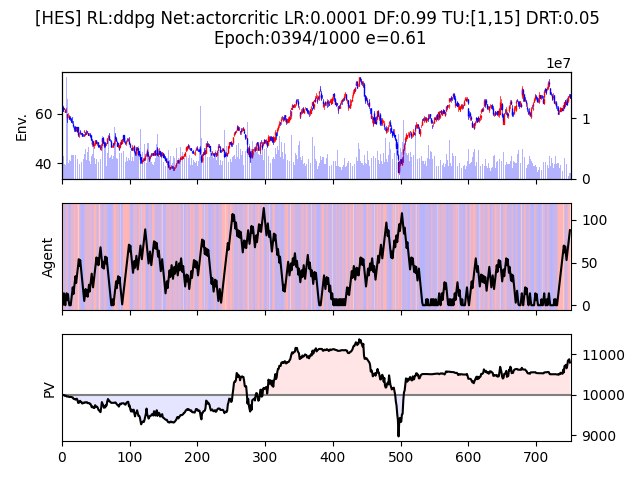 [HES] RL:ddpg Net:actorcritic LR:0.0001 DF:0.99 TU:[1,15] DRT:0.05
Epoch:0394/1000 e=0.61
1e7
Env.
60
40
1
0
Agent
100
50
0
PV
11000
10000
9000
0 100 200 300 400 500 600 700